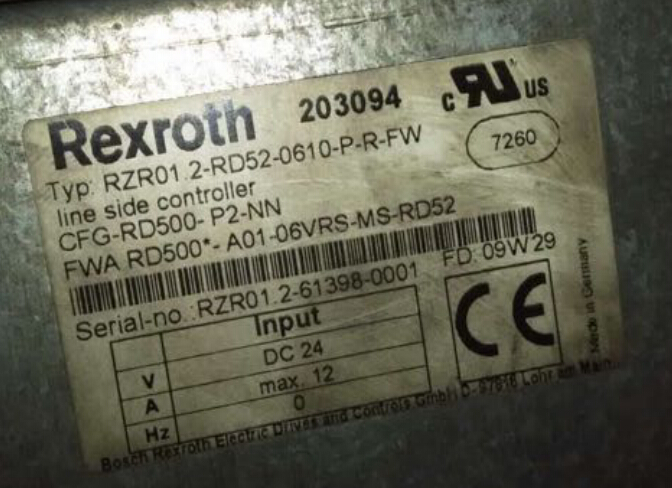 Rexroth 203094 c RU US
Typ: RZR01.2-RD52-0610-P-R-FW
7260
line side controller
CFG-RD500- P2-NN
FWA RD500*- A01-06VRS-MS-RD52
Serial-no.:RZR01.2-61398-0001 FD: 09W29
Input
V DC 24
A max. 12
Hz 0
CE
Made in Germany
Bosch Rexroth Electric Drives and Controls GmbH D-97816 Lohr am Main